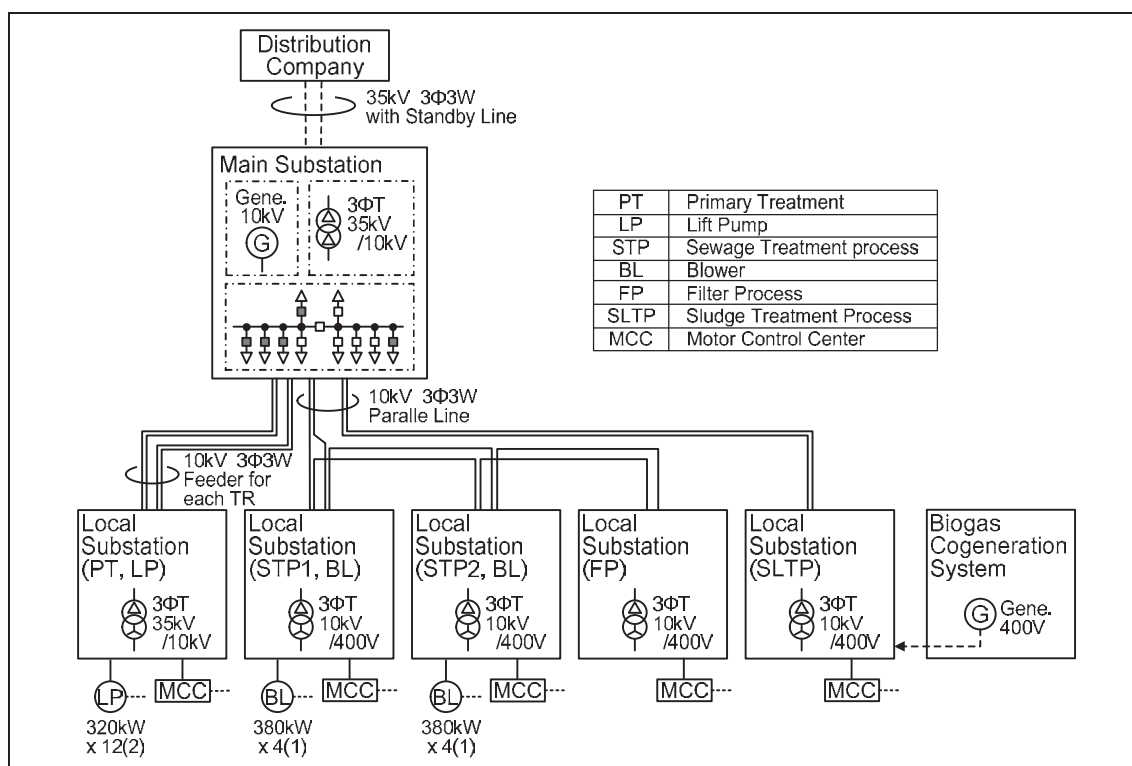 Distribution
Company
35kV 3Φ3W
with Standby Line
Main Substation
Gene.
10kV
G
3ΦT
35kV
/10kV
PT Primary Treatment
LP Lift Pump
STP Sewage Treatment process
BL Blower
FP Filter Process
SLTP Sludge Treatment Process
MCC Motor Control Center
10kV 3Φ3W
Paralle Line
10kV 3Φ3W
Feeder for
each TR
Local
Substation
(PT, LP)
3ΦT
35kV
/10kV
LP
MCC
320kW
x 12(2)
Local
Substation
(STP1, BL)
3ΦT
10kV
/400V
BL
MCC
380kW
x 4(1)
Local
Substation
(STP2, BL)
3ΦT
10kV
/400V
BL
MCC
380kW
x 4(1)
Local
Substation
(FP)
3ΦT
10kV
/400V
MCC
Local
Substation
(SLTP)
3ΦT
10kV
/400V
MCC
Biogas
Cogeneration
System
G
Gene.
400V